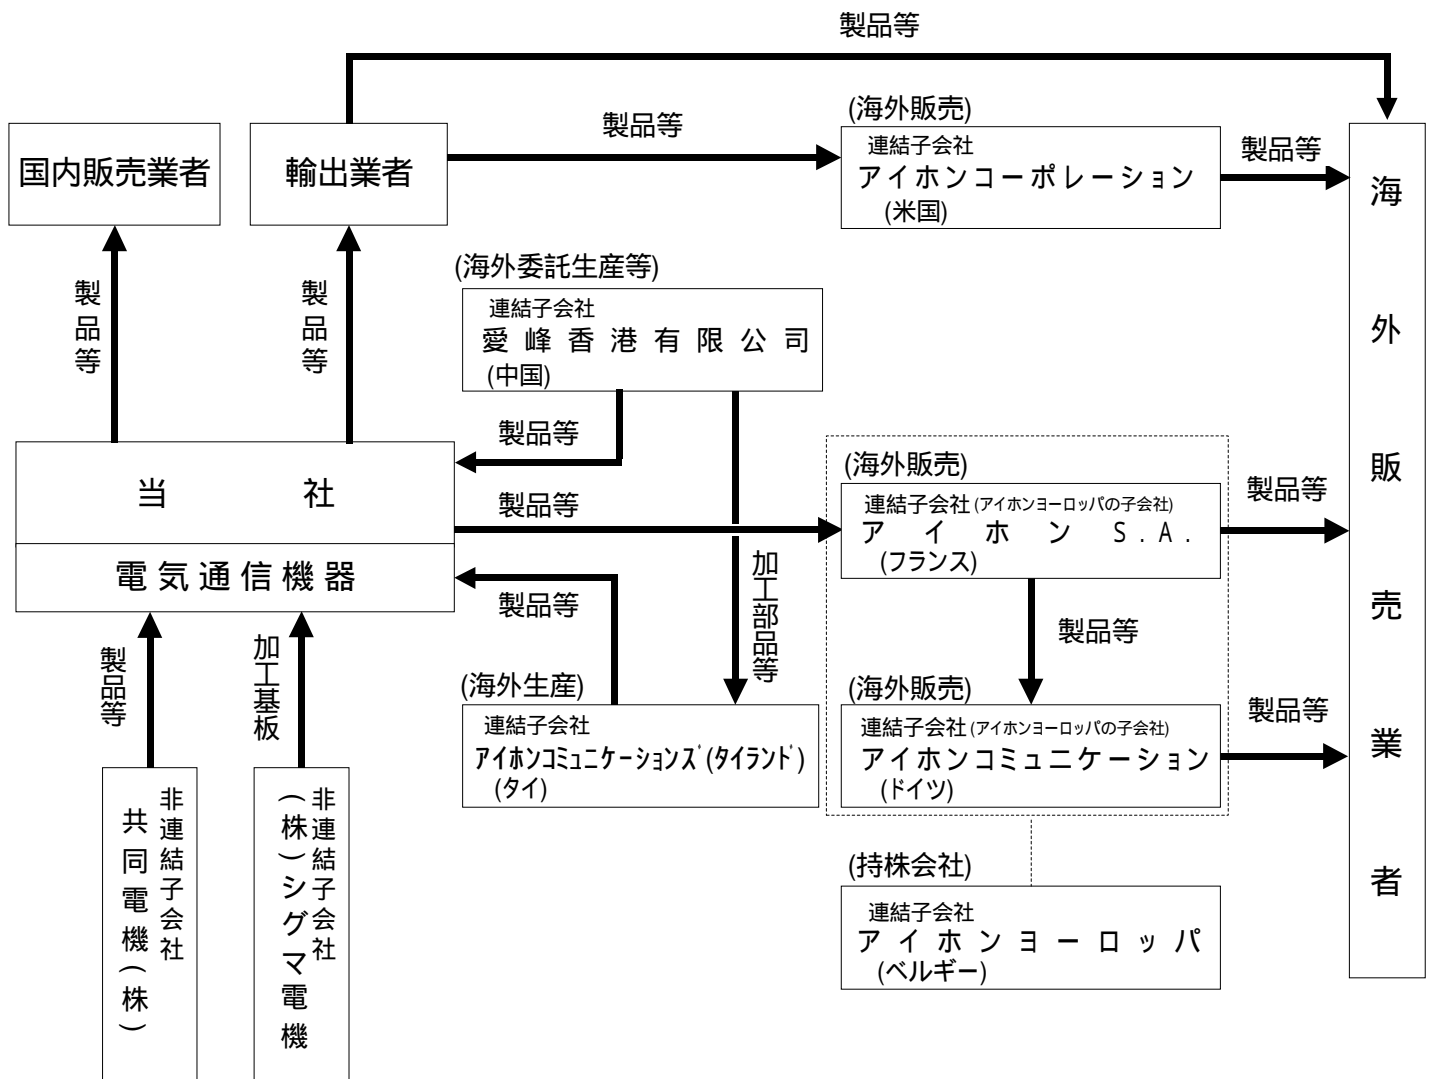 製品等
(海外販売)
製品等
連結子会社
アイホンコーポレーション
(米国)
製品等
国内販売業者
輸出業者
海外販売業者
(海外委託生産等)
製品等
製品等
連結子会社
愛峰香港有限公司
(中国)
製品等
当社
製品等
(海外販売)
連結子会社(アイホンヨーロッパの子会社)
アイホンS.A.
(フランス)
製品等
電気通信機器
製品等
加工部品等
製品等
製品等
加工基板
(海外生産)
連結子会社
アイホンコミュニケーションズ(タイランド)
(タイ)
(海外販売)
連結子会社(アイホンヨーロッパの子会社)
アイホンコミュニケーション
(ドイツ)
製品等
非連結子会社
共同電機(株)
非連結子会社
(株)シグマ電機
(持株会社)
連結子会社
アイホンヨーロッパ
(ベルギー)